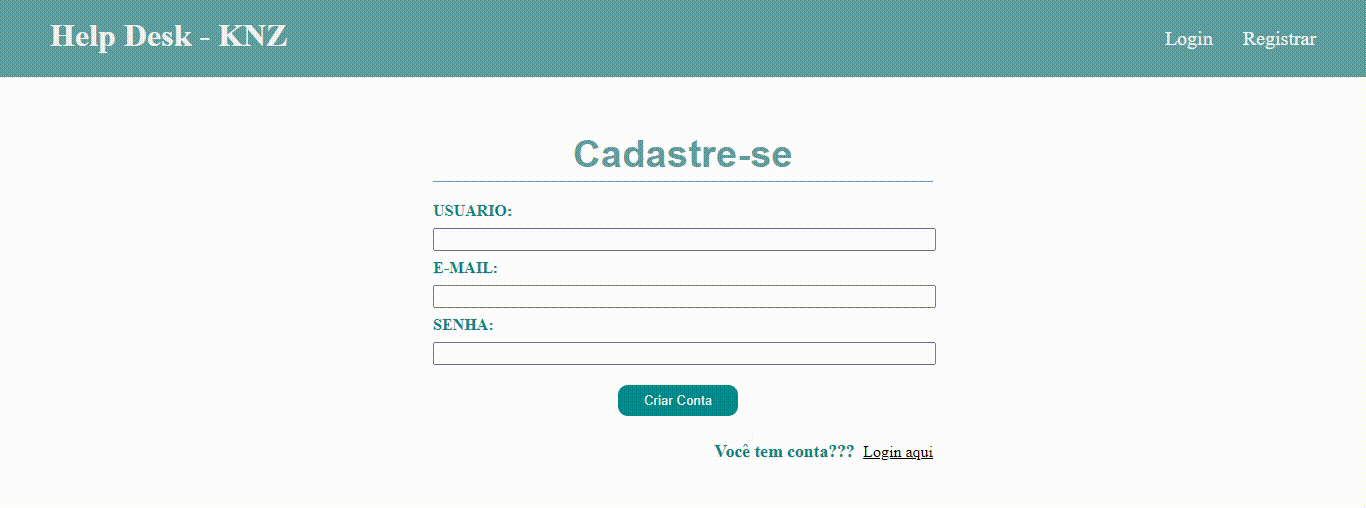 Help Desk - KNZ
Login Registrar
Cadastre-se
USUARIO:
E-MAIL:
SENHA:
Criar Conta
Você tem conta??? Login aqui